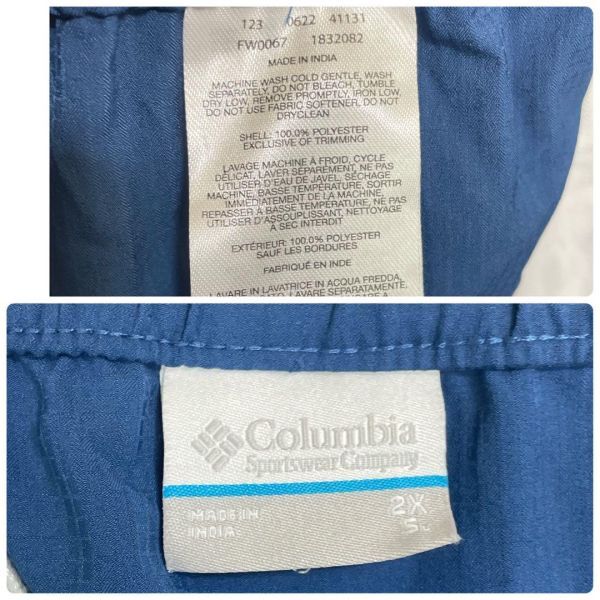 123 0622 41131
FW0067 1832082
MADE IN INDIA
MACHINE WASH COLD GENTLE, WASH
SEPARATELY, DO NOT BLEACH, TUMBLE
DRY LOW, REMOVE PROMPTLY, IRON LOW,
DO NOT USE FABRIC SOFTENER, DO NOT
DRYCLEAN
SHELL: 100.0% POLYESTER
EXCLUSIVE OF TRIMMING
LAVAGE MACHINE À FROID, CYCLE
DÉLICAT, LAVER SÉPARÉMENT, NE PAS
UTILISER D'EAU DE JAVEL, SÉCHAGE
MACHINE, BASSE TEMPÉRATURE, SORTIR
IMMÉDIATEMENT DE LA MACHINE,
REPASSER À BASSE TEMPÉRATURE, NE PAS
UTILISER D'ASSOUPLISSANT, NETTOYAGE
À SEC INTERDIT
EXTÉRIEUR: 100.0% POLYESTER
SAUF LES BORDURES
FABRIQUÉ EN INDE
LAVARE IN LAVATRICE IN ACQUA FREDDA,
LAVARE SEPARATAMENTE,
Columbia
Sportswear Company
MADE IN
INDIA
2X
S